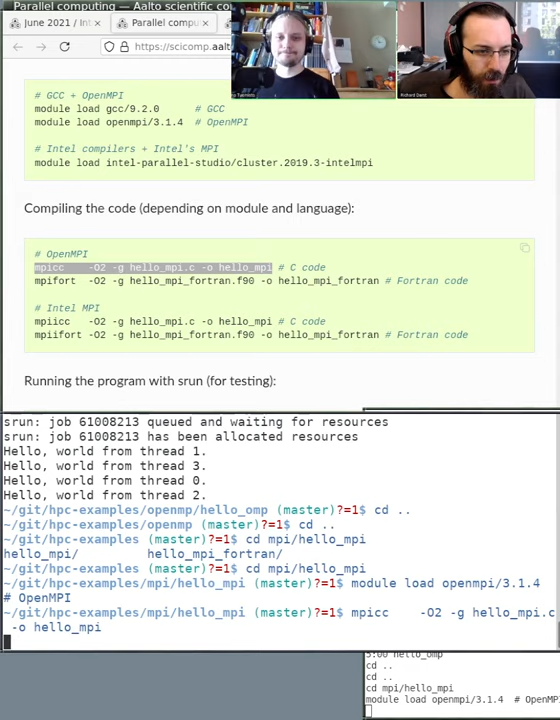 Parallel computing — Aalto scientific co
June 2021 / Int
Parallel compu
https://scicomp.aalt
Richard Darst
# GCC + OpenMPI
module load gcc/9.2.0 # GCC
module load openmpi/3.1.4 # OpenMPI
# Intel compilers + Intel's MPI
module load intel-parallel-studio/cluster.2019.3-intelmpi
Compiling the code (depending on module and language):
# OpenMPI
mpicc -O2 -g hello_mpi.c -o hello_mpi # C code
mpifort -O2 -g hello_mpi_fortran.f90 -o hello_mpi_fortran # Fortran code
# Intel MPI
mpiicc -O2 -g hello_mpi.c -o hello_mpi # C code
mpiifort -O2 -g hello_mpi_fortran.f90 -o hello_mpi_fortran # Fortran code
Running the program with srun (for testing):
srun: job 61008213 queued and waiting for resources
srun: job 61008213 has been allocated resources
Hello, world from thread 1.
Hello, world from thread 3.
Hello, world from thread 0.
Hello, world from thread 2.
~/git/hpc-examples/openmp/hello_omp (master)?=1$ cd ..
~/git/hpc-examples/openmp (master)?=1$ cd ..
~/git/hpc-examples (master)?=1$ cd mpi/hello_mpi
hello_mpi/ hello_mpi_fortran/
~/git/hpc-examples (master)?=1$ cd mpi/hello_mpi
~/git/hpc-examples/mpi/hello_mpi (master)?=1$ module load openmpi/3.1.4
# OpenMPI
~/git/hpc-examples/mpi/hello_mpi (master)?=1$ mpicc -O2 -g hello_mpi.c
-o hello_mpi
5:00 hello_omp
cd ..
cd ..
cd mpi/hello_mpi
module load openmpi/3.1.4 # OpenMP